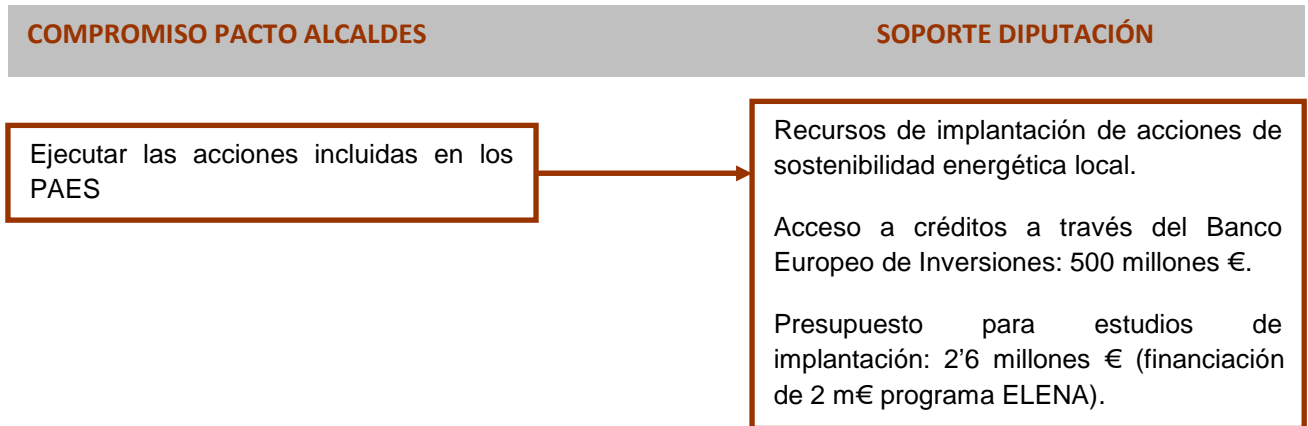 COMPROMISO PACTO ALCALDES
SOPORTE DIPUTACIÓN
Ejecutar las acciones incluidas en los
PAES
Recursos de implantación de acciones de
sostenibilidad energética local.
Acceso a créditos a través del Banco
Europeo de Inversiones: 500 millones €.
Presupuesto para estudios de
implantación: 2’6 millones € (financiación
de 2 m€ programa ELENA).